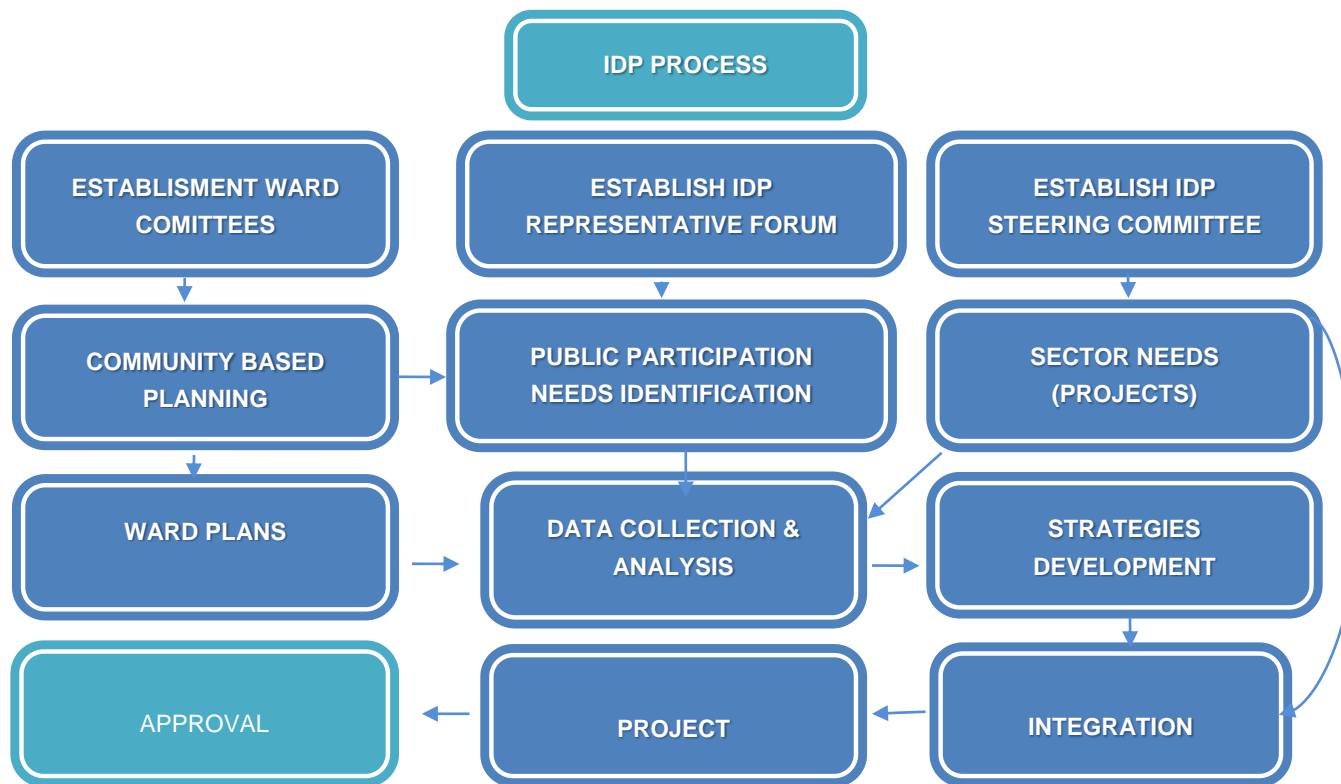 IDP PROCESS
ESTABLISMENT WARD
COMITTEES
ESTABLISH IDP
REPRESENTATIVE FORUM
ESTABLISH IDP
STEERING COMMITTEE
COMMUNITY BASED
PLANNING
PUBLIC PARTICIPATION
NEEDS IDENTIFICATION
SECTOR NEEDS
(PROJECTS)
WARD PLANS
DATA COLLECTION &
ANALYSIS
STRATEGIES
DEVELOPMENT
APPROVAL
PROJECT
INTEGRATION